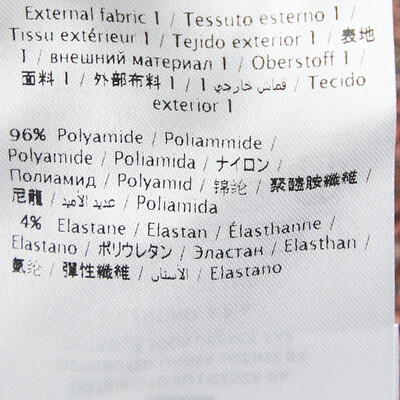 External fabric 1 / Tessuto esterno 1 /
Tissu extérieur 1 / Tejido exterior 1 / 表地
1 / внешний материал 1 / Oberstoff 1 /
面料 1 / 外部布料 1 / قماش خارجي 1 / Tecido
exterior 1
96% Polyamide / Poliammide /
Polyamide / Poliamida / ナイロン /
Полиамид / Polyamid / 锦纶 / 聚醯胺纖維 /
尼龍 / عديد الاميد / Poliamida
4% Elastane / Elastan / Élasthanne /
Elastano / ポリウレタン / Эластан / Elasthan /
氨纶 / 彈性纖維 / الأستان / Elastano